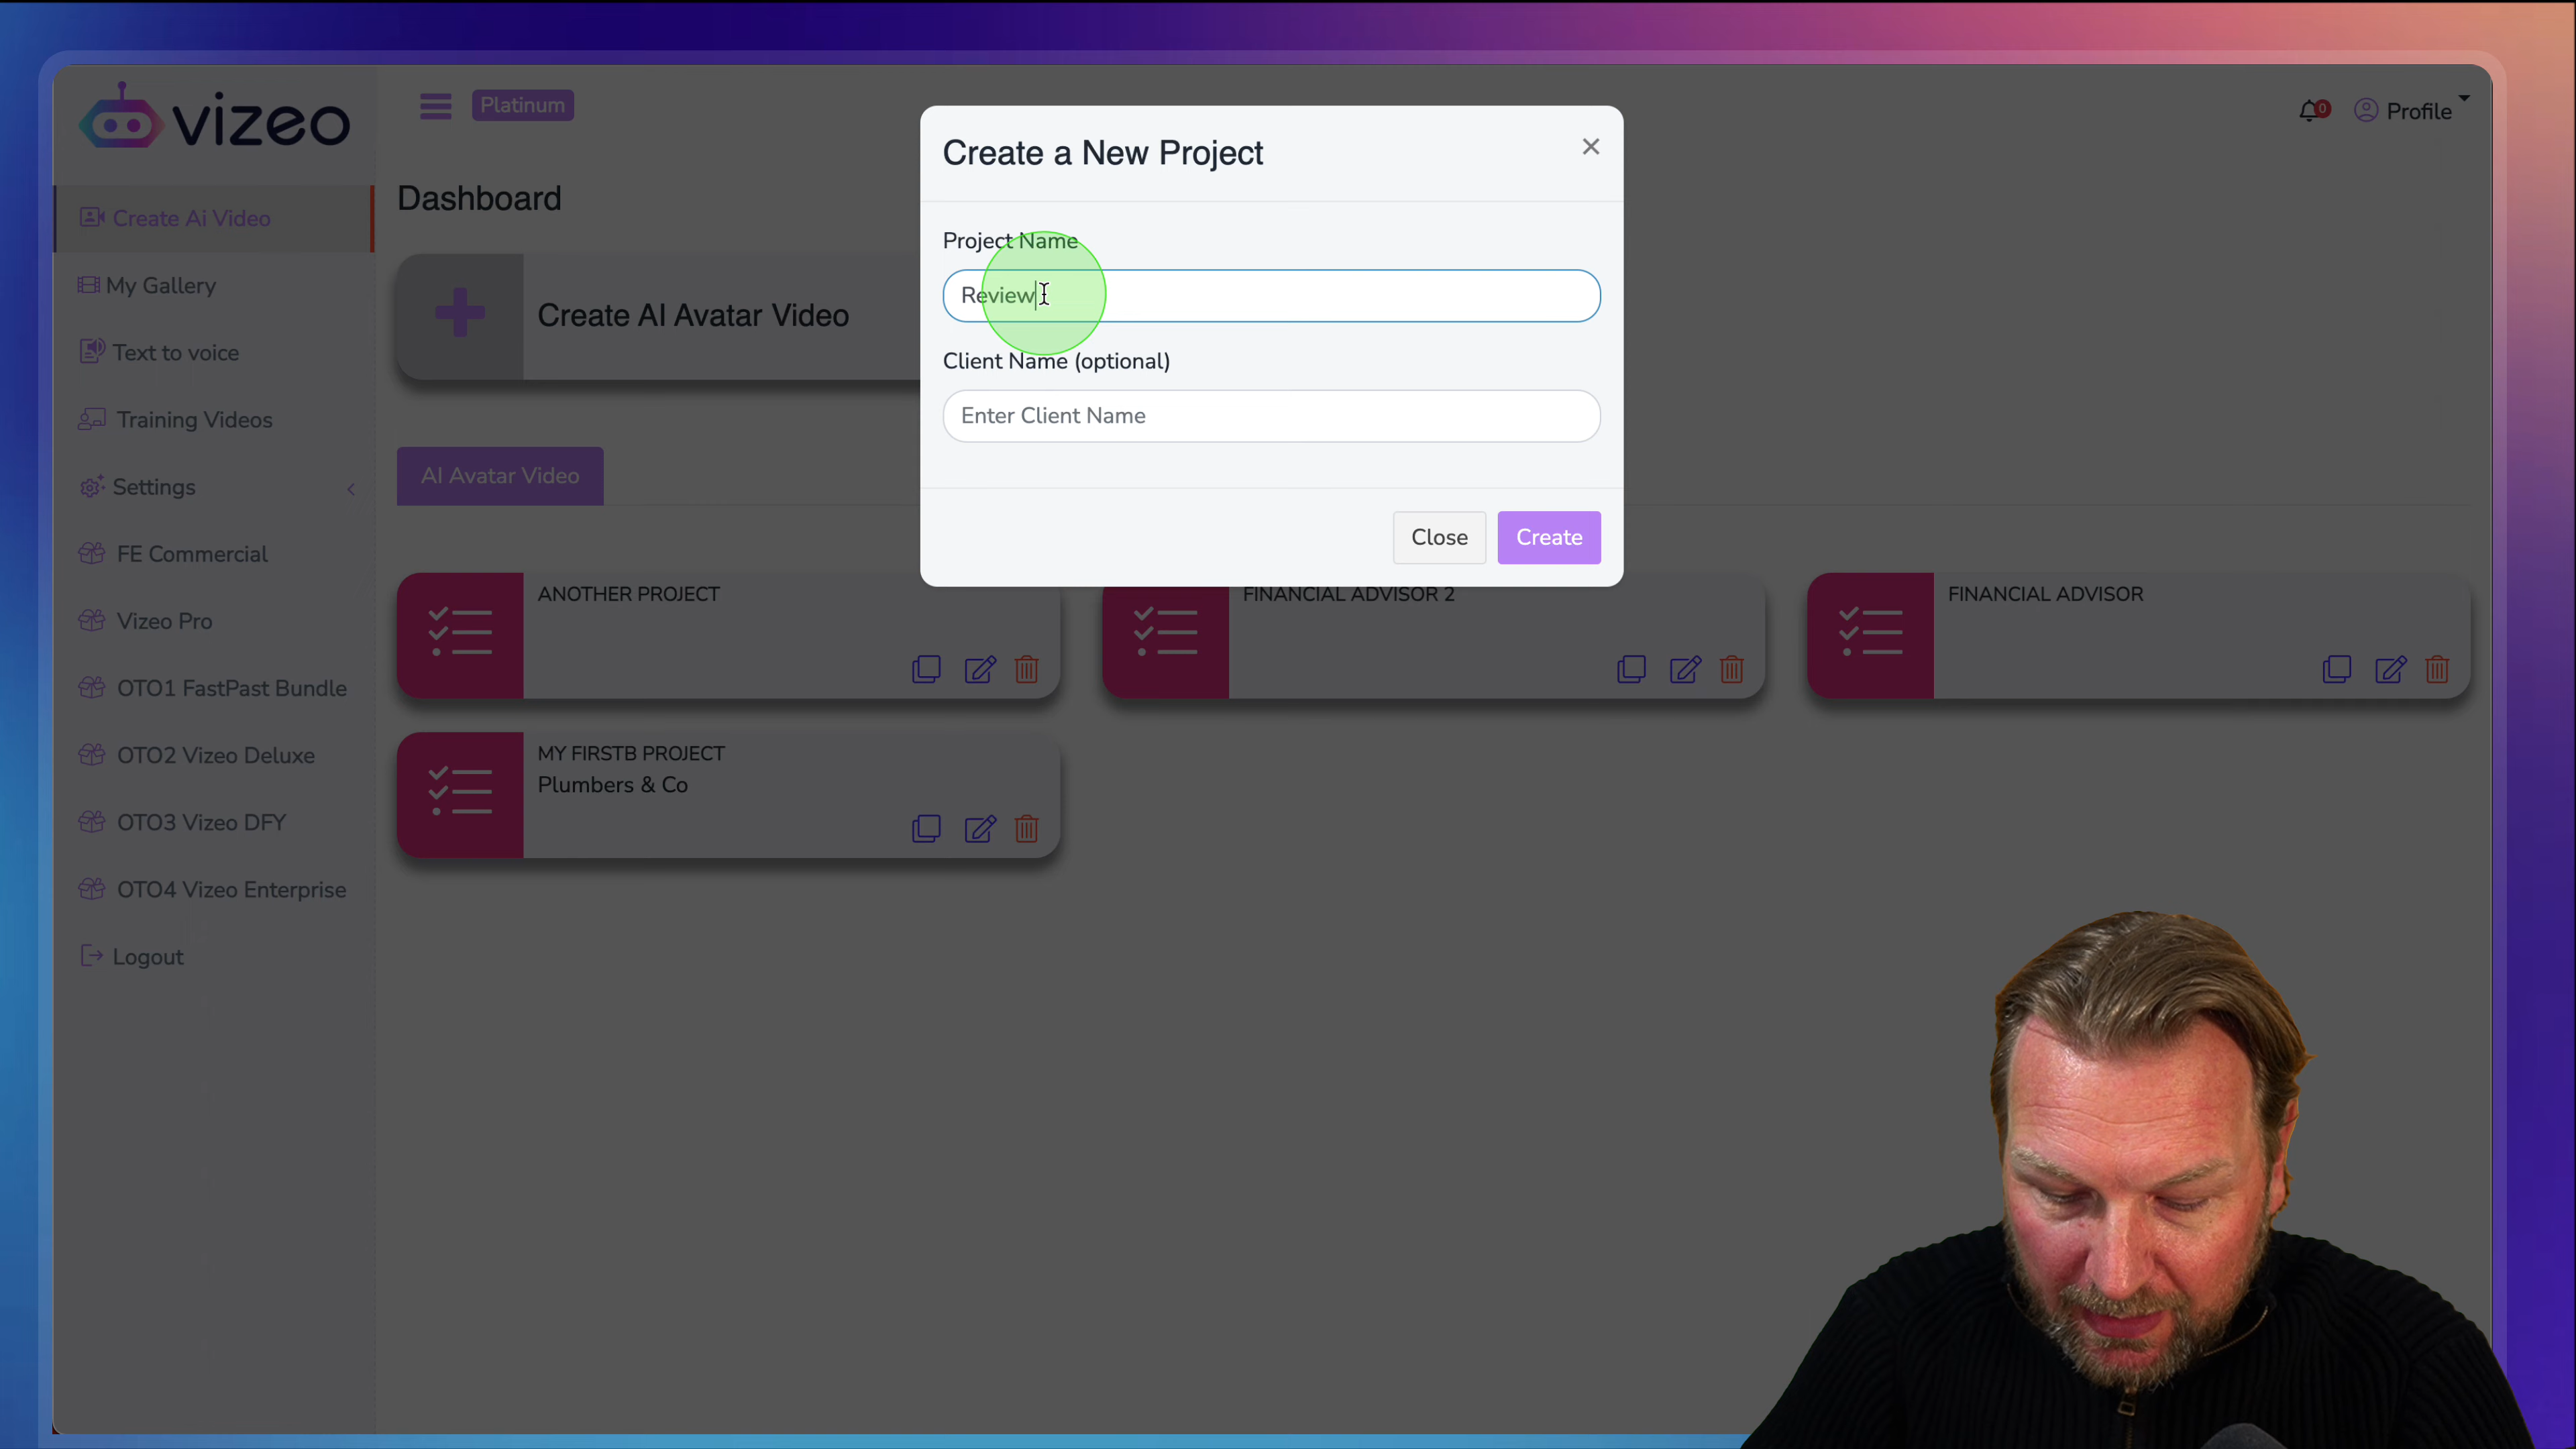 vizeo
Platinum
0
Profile
Create Ai Video
My Gallery
Text to voice
Training Videos
Settings
FE Commercial
Vizeo Pro
OTO1 FastPast Bundle
OTO2 Vizeo Deluxe
OTO3 Vizeo DFY
OTO4 Vizeo Enterprise
Logout
Dashboard
Create AI Avatar Video
AI Avatar Video
ANOTHER PROJECT
FINANCIAL ADVISOR 2
FINANCIAL ADVISOR
MY FIRSTB PROJECT
Plumbers & Co
Create a New Project
Project Name
Review
Client Name (optional)
Enter Client Name
Close
Create